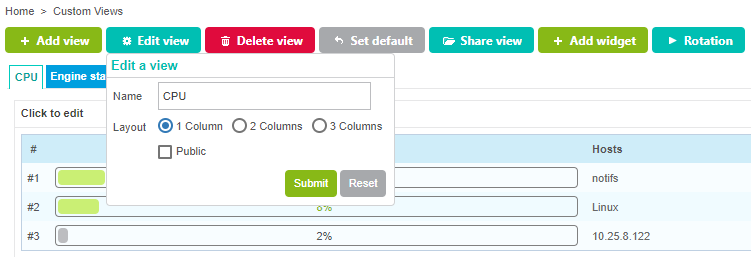 Home > Custom Views
+ Add view Edit view Delete view Set default Share view + Add widget Rotation
Edit a view
CPU Engine sta
Name CPU
Click to edit
Layout 1 Column 2 Columns 3 Columns
# Hosts
Public
#1 notifs
Submit Reset
#2 8% Linux
#3 2% 10.25.8.122